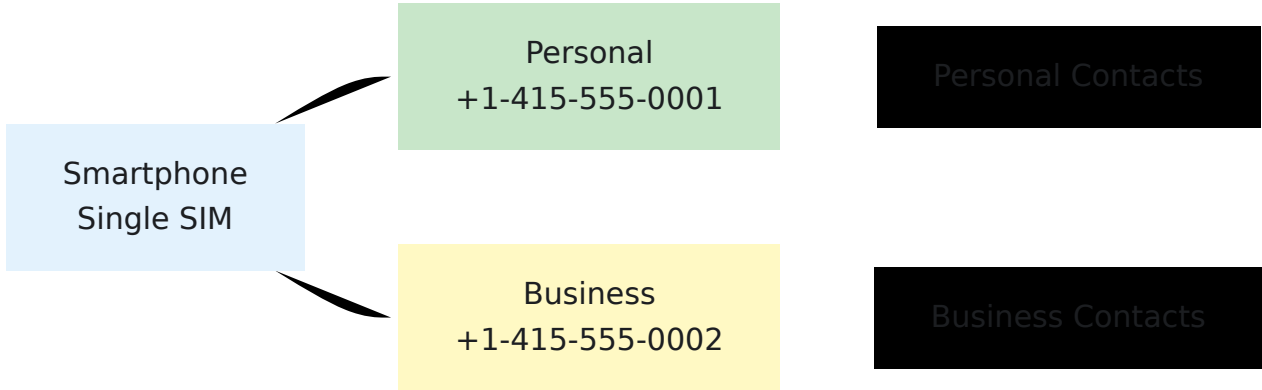 Personal
+1-415-555-0001
Personal Contacts
Smartphone
Single SIM
Business
+1-415-555-0002
Business Contacts